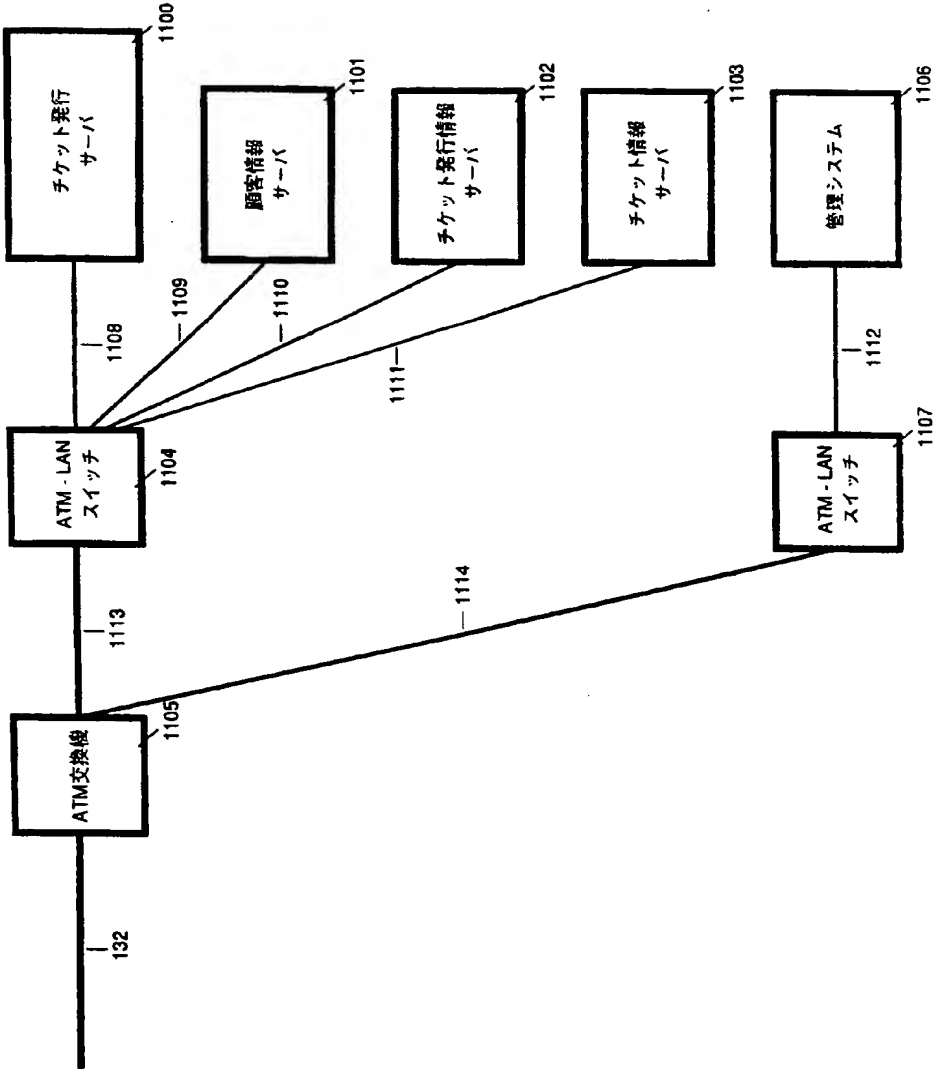 チケット発行
サーバ
1100
顧客情報
サーバ
1101
チケット発行情報
サーバ
1102
チケット情報
サーバ
1103
管理システム
1106
1108
1109
1110
1111
1112
ATM - LAN
スイッチ
1104
ATM - LAN
スイッチ
1107
1113
1114
ATM交換機
1105
132